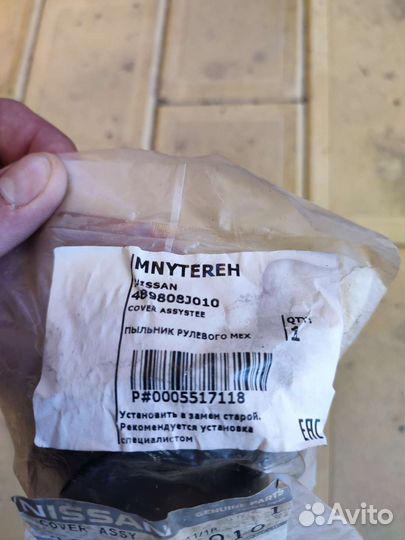 MNYTEREH
NISSAN
489808J010
COVER ASSYSTEE
ПЫЛЬНИК РУЛЕВОГО МЕХ
QTY:
1
P#0005517118
Установить в замен старой.
Рекомендуется установка
специалистом
EAC
NISSAN
GENUINE PARTS
COVER ASSY
1
Avito